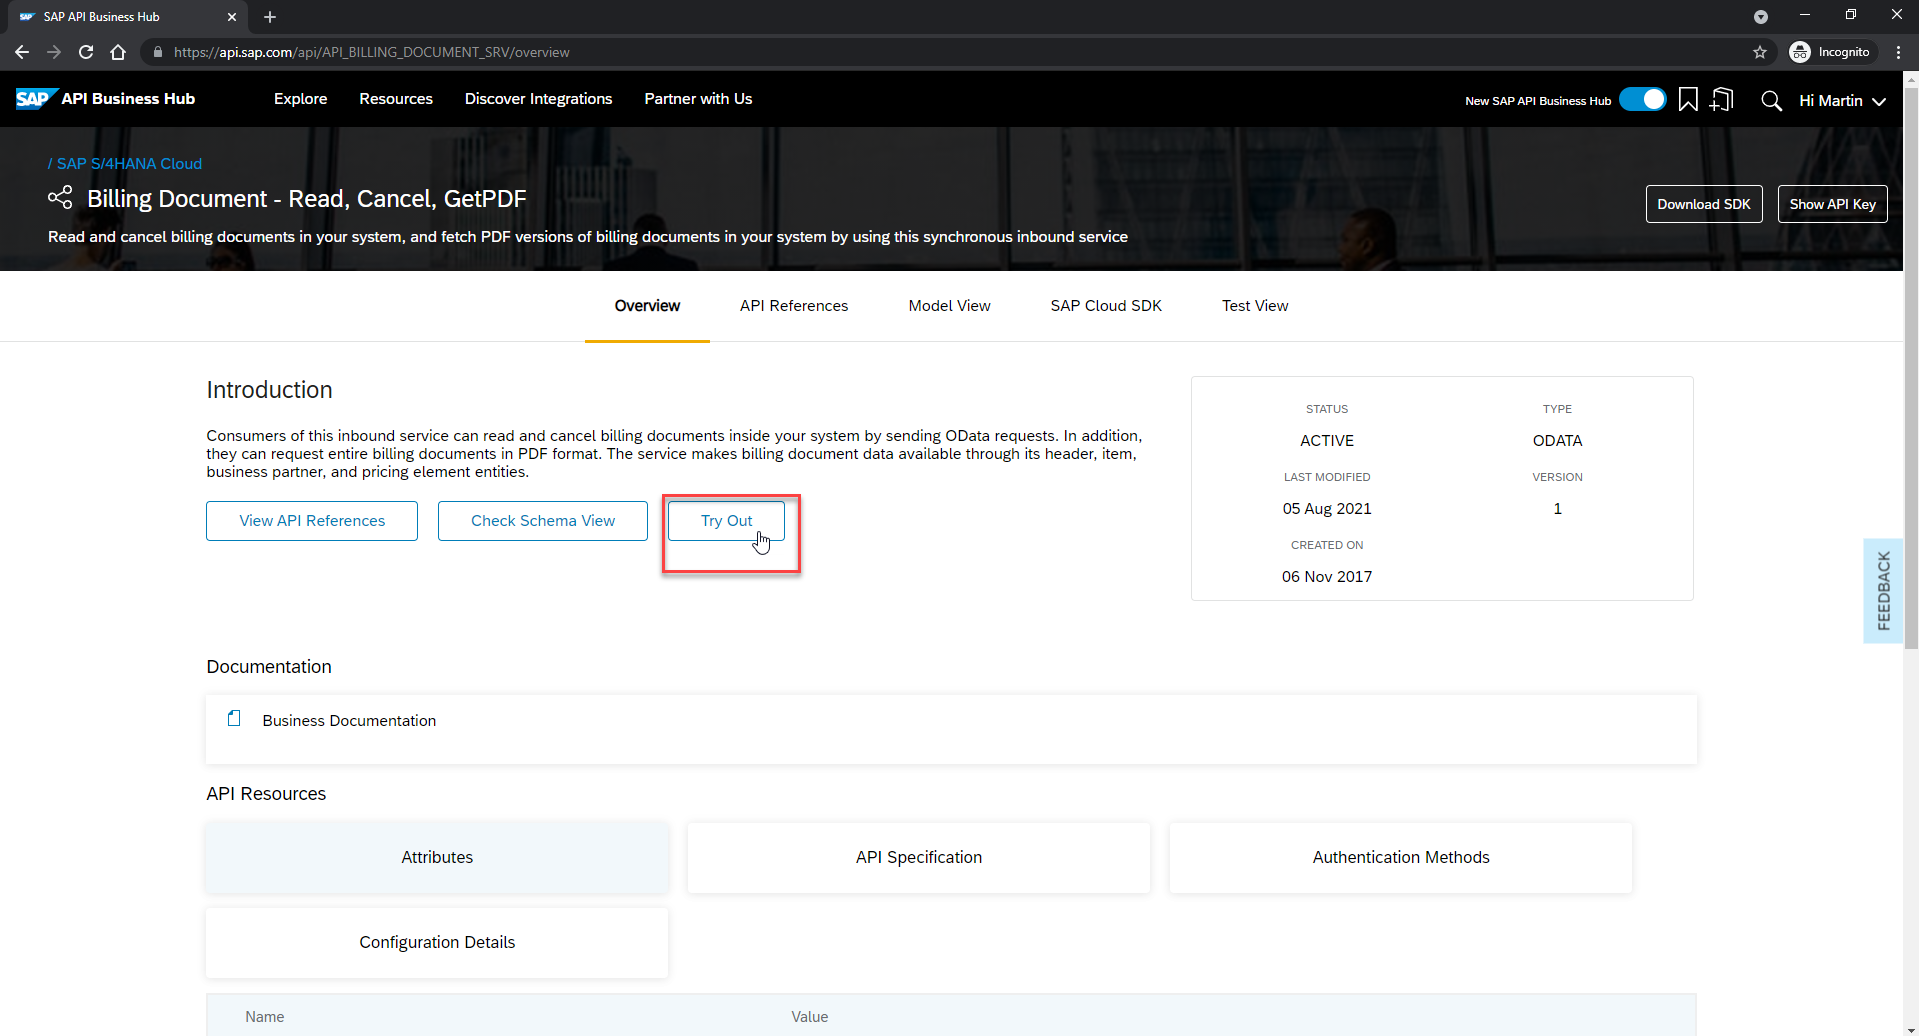 SAP SAP API Business Hub
https://api.sap.com/api/API_BILLING_DOCUMENT_SRV/overview
Incognito
SAP API Business Hub
Explore
Resources
Discover Integrations
Partner with Us
New SAP API Business Hub
Hi Martin
/ SAP S/4HANA Cloud
Billing Document - Read, Cancel, GetPDF
Download SDK
Show API Key
Read and cancel billing documents in your system, and fetch PDF versions of billing documents in your system by using this synchronous inbound service
Overview
API References
Model View
SAP Cloud SDK
Test View
Introduction
Consumers of this inbound service can read and cancel billing documents inside your system by sending OData requests. In addition,
they can request entire billing documents in PDF format. The service makes billing document data available through its header, item,
business partner, and pricing element entities.
View API References
Check Schema View
Try Out
STATUS
TYPE
ACTIVE
ODATA
LAST MODIFIED
VERSION
05 Aug 2021
1
CREATED ON
06 Nov 2017
FEEDBACK
Documentation
Business Documentation
API Resources
Attributes
API Specification
Authentication Methods
Configuration Details
Name
Value